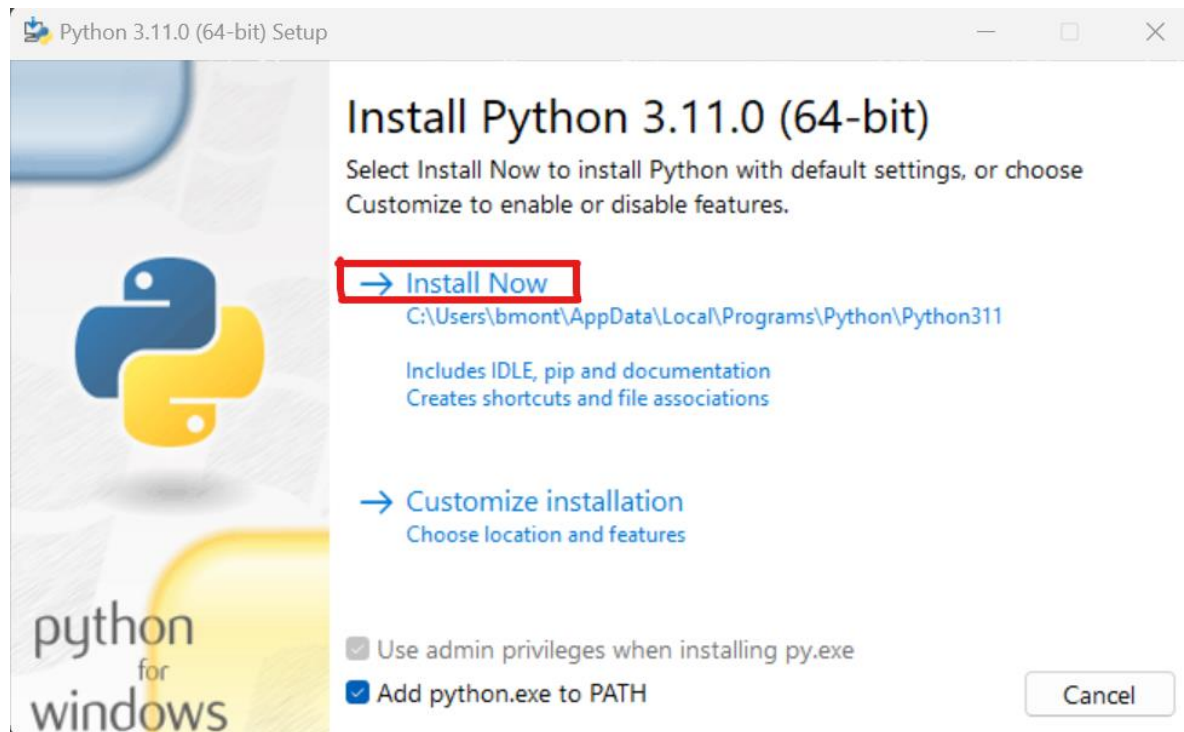 Python 3.11.0 (64-bit) Setup
Install Python 3.11.0 (64-bit)
Select Install Now to install Python with default settings, or choose
Customize to enable or disable features.
Install Now
C:\Users\bmont\AppData\Local\Programs\Python\Python311
Includes IDLE, pip and documentation
Creates shortcuts and file associations
Customize installation
Choose location and features
Use admin privileges when installing py.exe
Add python.exe to PATH
Cancel
python
for
windows